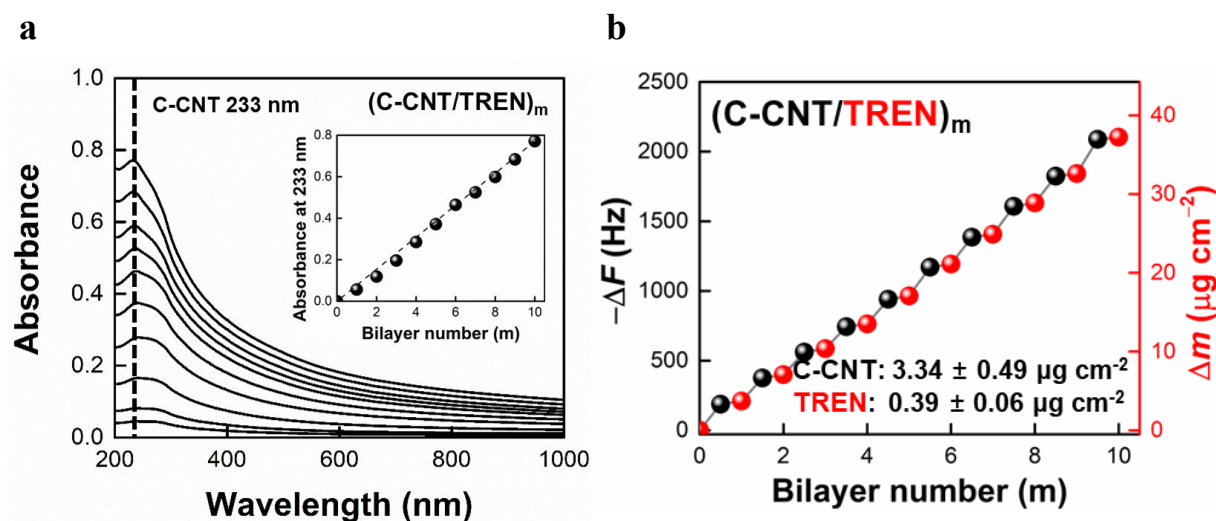 a
1.0
0.8
0.6
0.4
0.2
0.0
Absorbance
C-CNT 233 nm
(C-CNT/TREN)m
0.8
0.6
0.4
0.2
0.0
Absorbance at 233 nm
0 2 4 6 8 10
Bilayer number (m)
200 400 600 800 1000
Wavelength (nm)
b
2500
2000
1500
1000
500
0
−ΔF (Hz)
(C-CNT/TREN)m
C-CNT: 3.34 ± 0.49 μg cm-2
TREN: 0.39 ± 0.06 μg cm-2
40
30
20
10
0
Δm (μg cm−2)
0 2 4 6 8 10
Bilayer number (m)